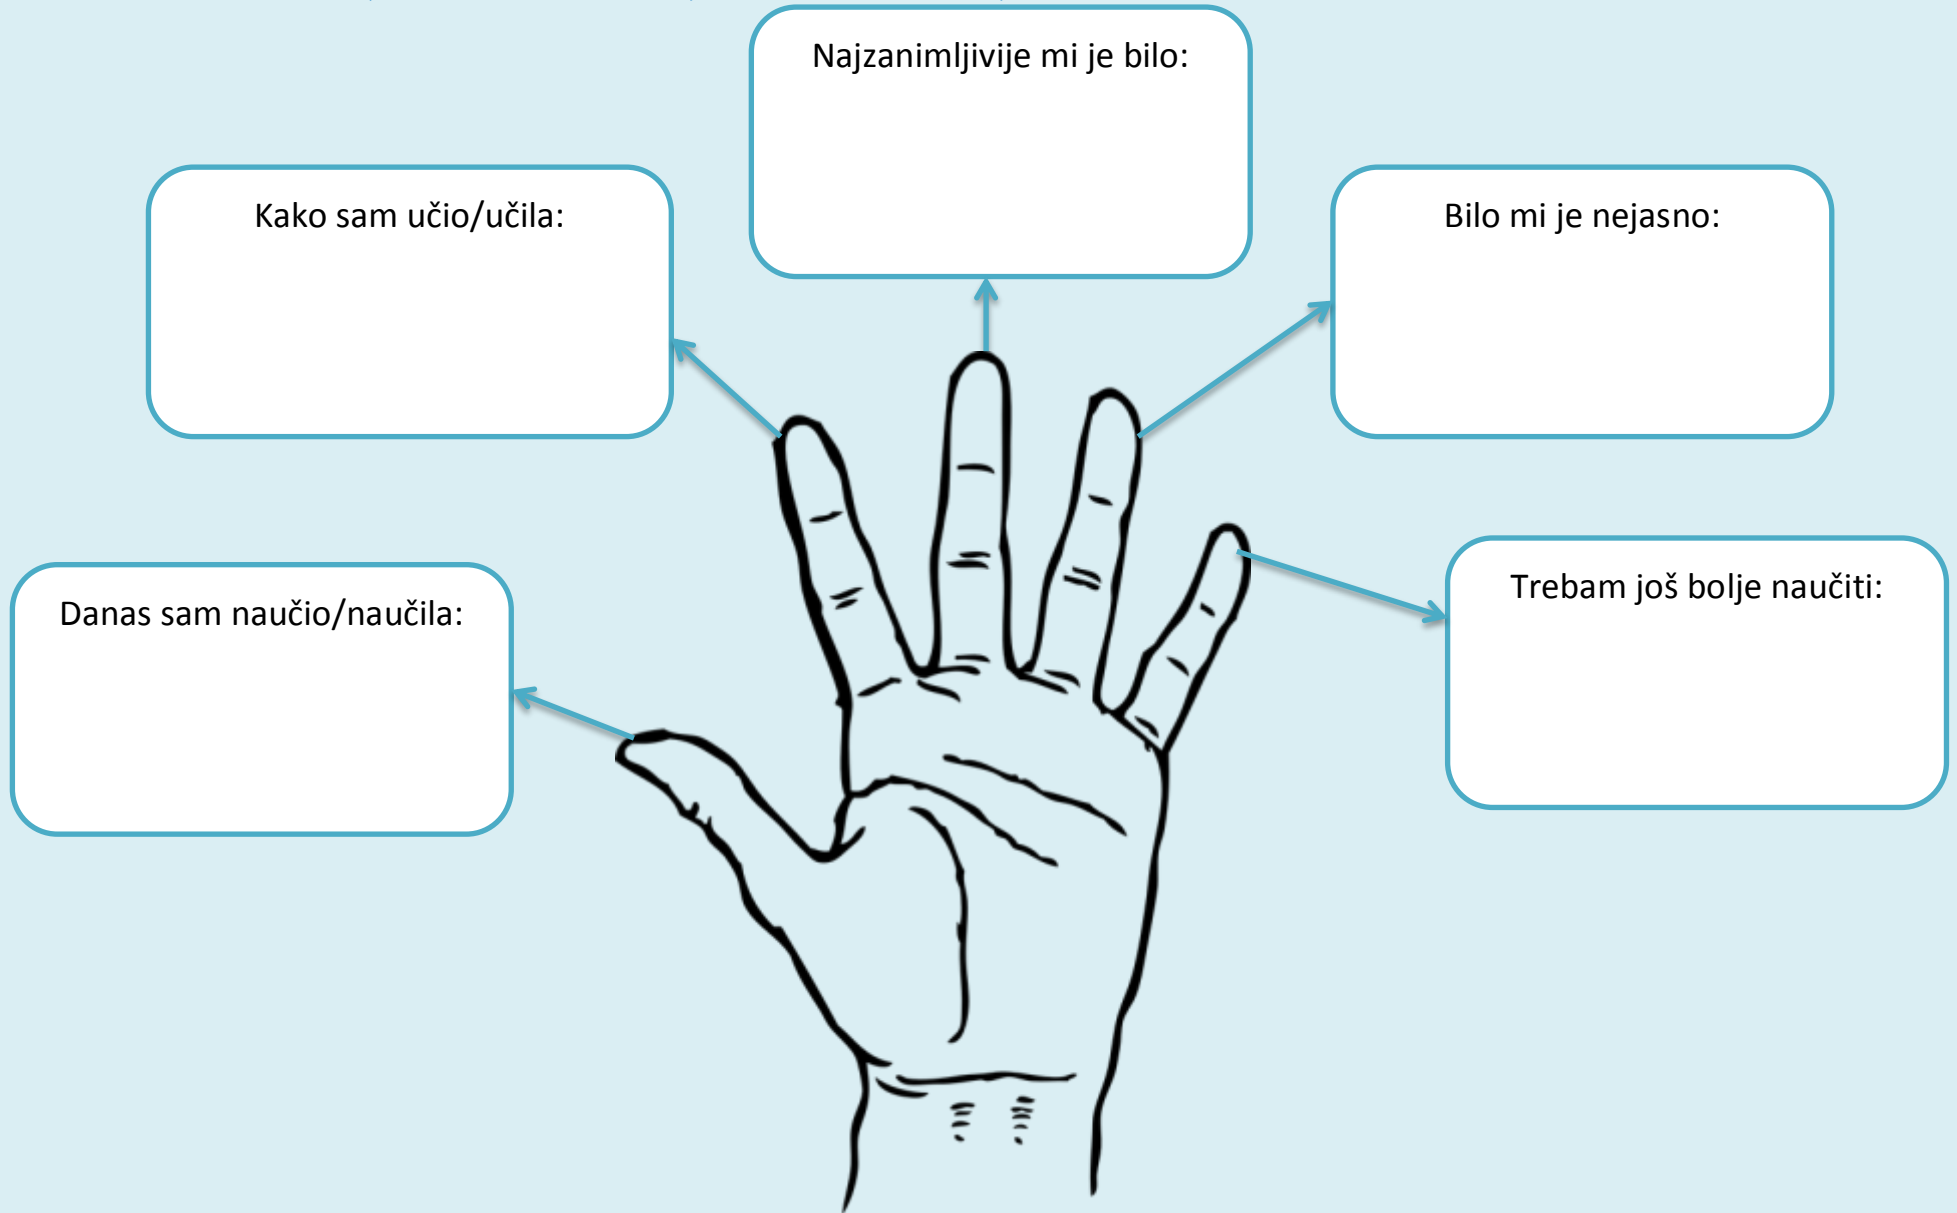 Najzanimljivije mi je bilo:
Kako sam učio/učila:
Bilo mi je nejasno:
Danas sam naučio/naučila:
Trebam još bolje naučiti: